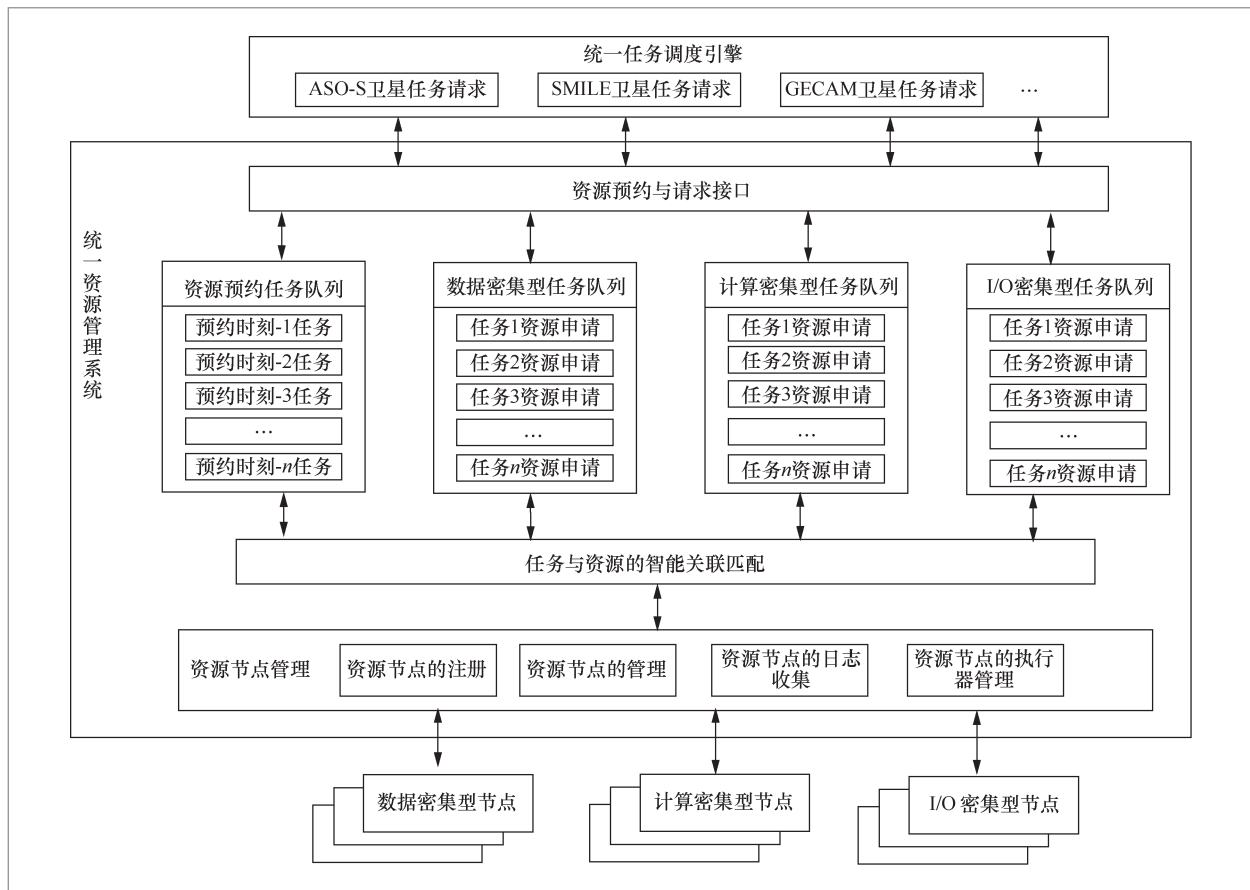 统一任务调度引擎
ASO-S卫星任务请求
SMILE卫星任务请求
GECAM卫星任务请求
…
统一资源管理系统
资源预约与请求接口
资源预约任务队列
预约时刻-1任务
预约时刻-2任务
预约时刻-3任务
…
预约时刻-n任务
数据密集型任务队列
任务1资源申请
任务2资源申请
任务3资源申请
…
任务n资源申请
计算密集型任务队列
任务1资源申请
任务2资源申请
任务3资源申请
…
任务n资源申请
I/O密集型任务队列
任务1资源申请
任务2资源申请
任务3资源申请
…
任务n资源申请
任务与资源的智能关联匹配
资源节点管理
资源节点的注册
资源节点的管理
资源节点的日志
收集
资源节点的执行
器管理
数据密集型节点
计算密集型节点
I/O 密集型节点